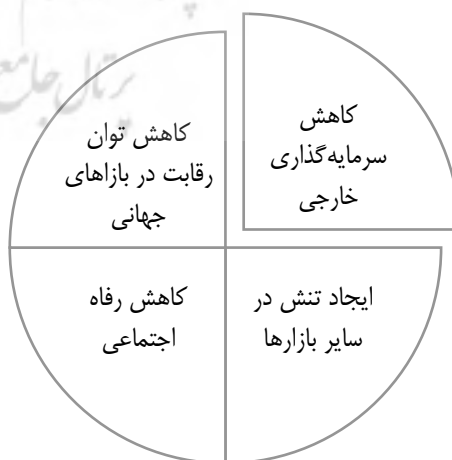 کاهش
سرمایه‌گذاری
خارجی
کاهش توان
رقابت در بازاهای
جهانی
ایجاد تنش در
سایر بازارها
کاهش رفاه
اجتماعی